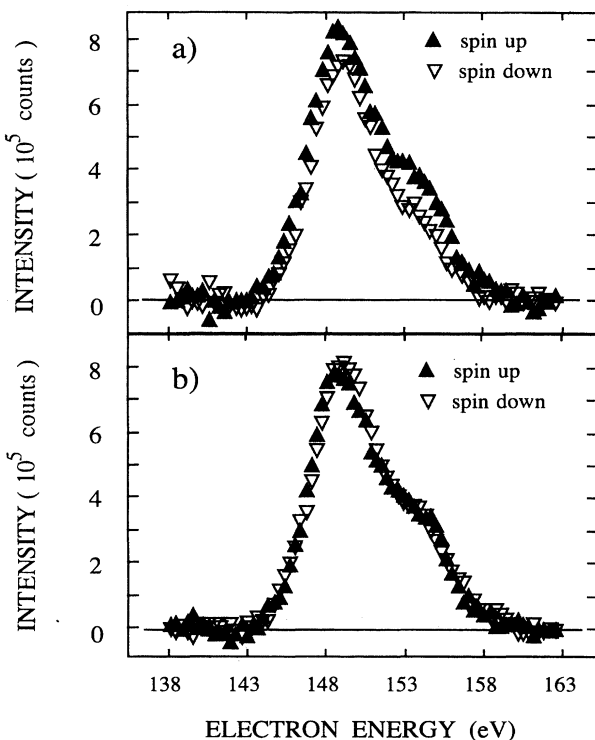 a)
spin up
spin down
INTENSITY ( 10^5 counts)
8
6
4
2
0
b)
spin up
spin down
INTENSITY ( 10^5 counts)
8
6
4
2
0
138 143 148 153 158 163
ELECTRON ENERGY (eV)